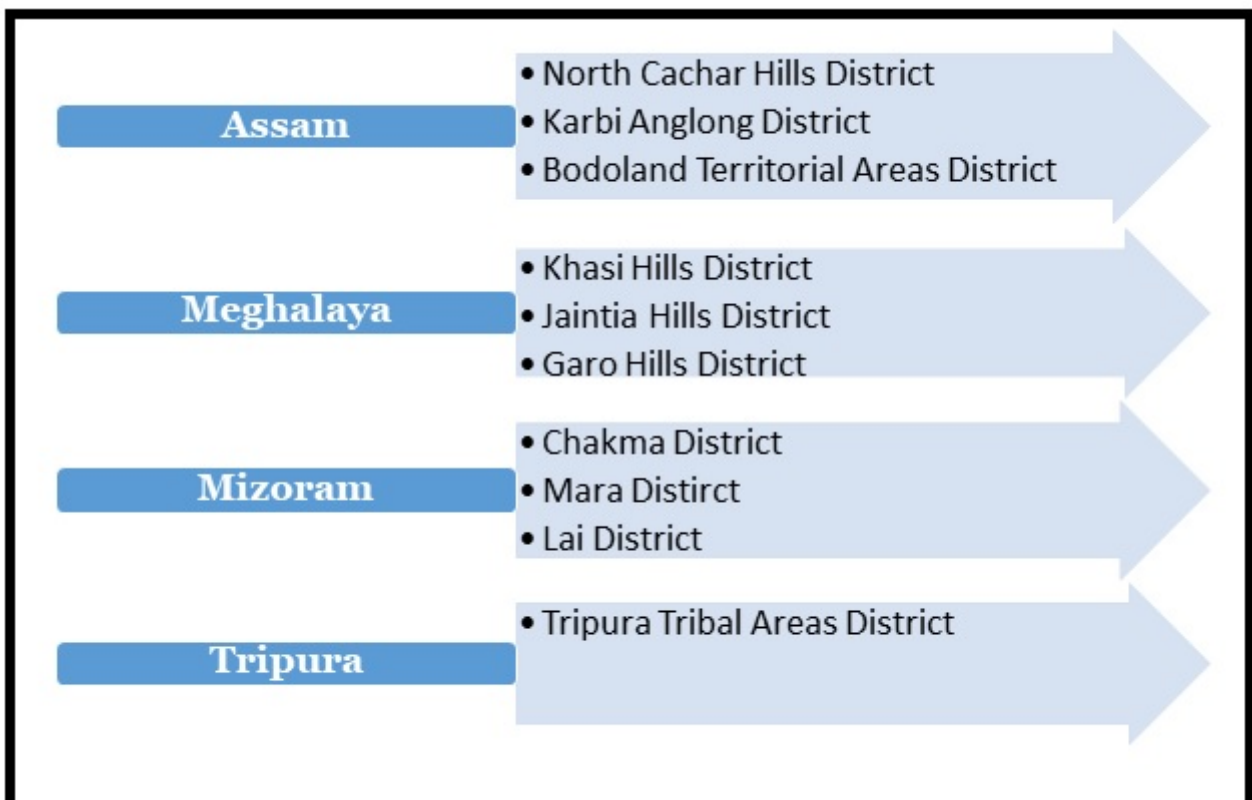 Assam
• North Cachar Hills District
• Karbi Anglong District
• Bodoland Territorial Areas District
Meghalaya
• Khasi Hills District
• Jaintia Hills District
• Garo Hills District
Mizoram
• Chakma District
• Mara Distirct
• Lai District
Tripura
• Tripura Tribal Areas District